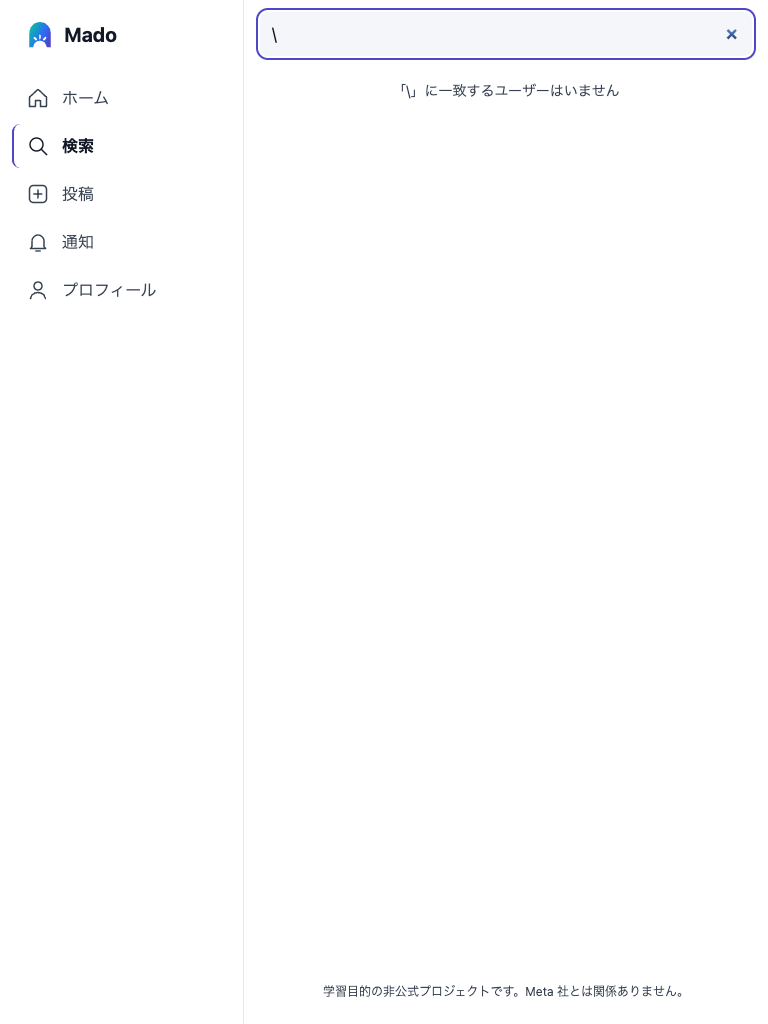 Mado
ホーム
検索
投稿
通知
プロフィール
\
「\」に一致するユーザーはいません
学習目的の非公式プロジェクトです。Meta 社とは関係ありません。